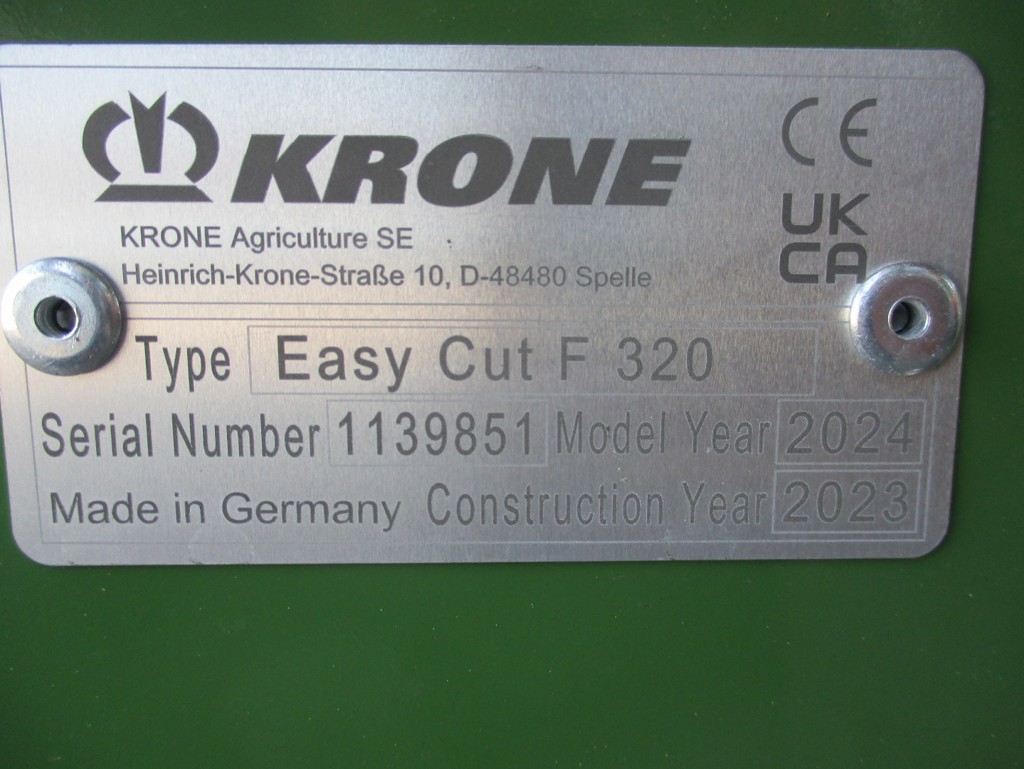 KRONE
CE
UK
CA
KRONE Agriculture SE
Heinrich-Krone-Straße 10, D-48480 Spelle
Type Easy Cut F 320
Serial Number 1139851 Model Year 2024
Made in Germany Construction Year 2023